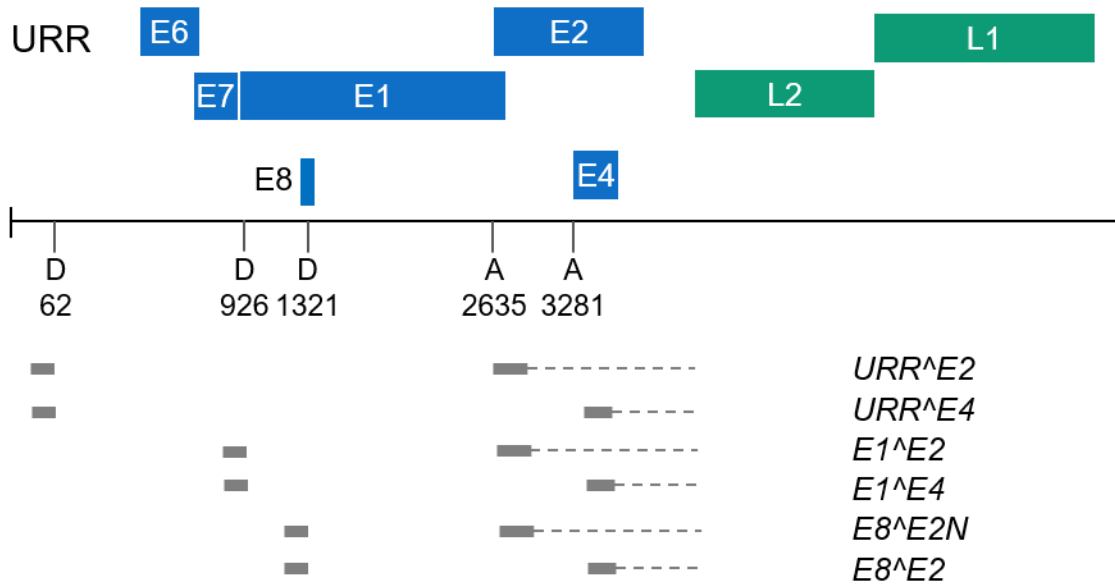 E6 E2 L1
URR
E7 E1 L2
E8 E4
D D D A A
62 926 1321 2635 3281
URR^E2
URR^E4
E1^E2
E1^E4
E8^E2N
E8^E2